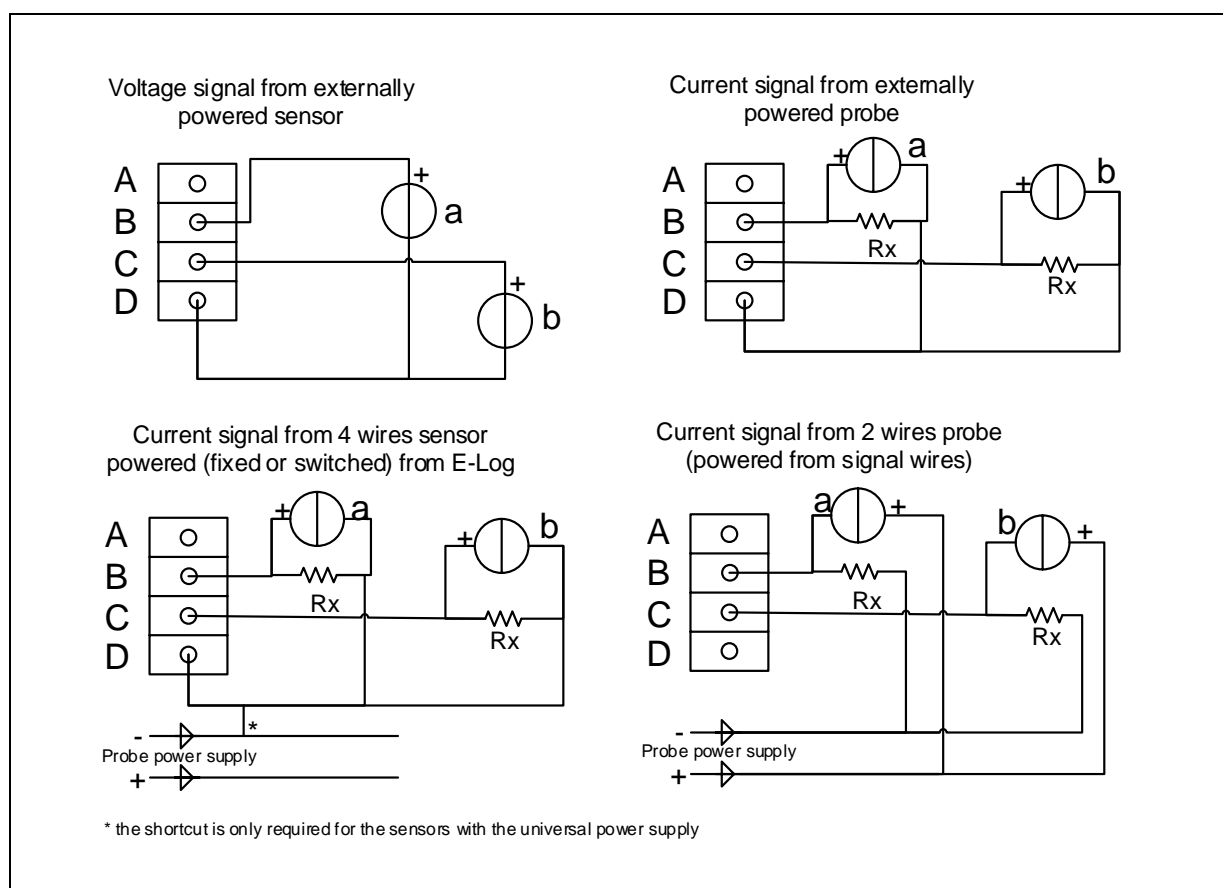 Voltage signal from externally
powered sensor
A
B
C
D
+
a
+
b
Current signal from externally
powered probe
A
B
C
D
+
a
Rx
+
b
Rx
Current signal from 4 wires sensor
powered (fixed or switched) from E-Log
A
B
C
D
+
a
Rx
+
b
Rx
-
*
Probe power supply
+
Current signal from 2 wires probe
(powered from signal wires)
A
B
C
D
a
+
Rx
b
+
Rx
-
Probe power supply
+
* the shortcut is only required for the sensors with the universal power supply